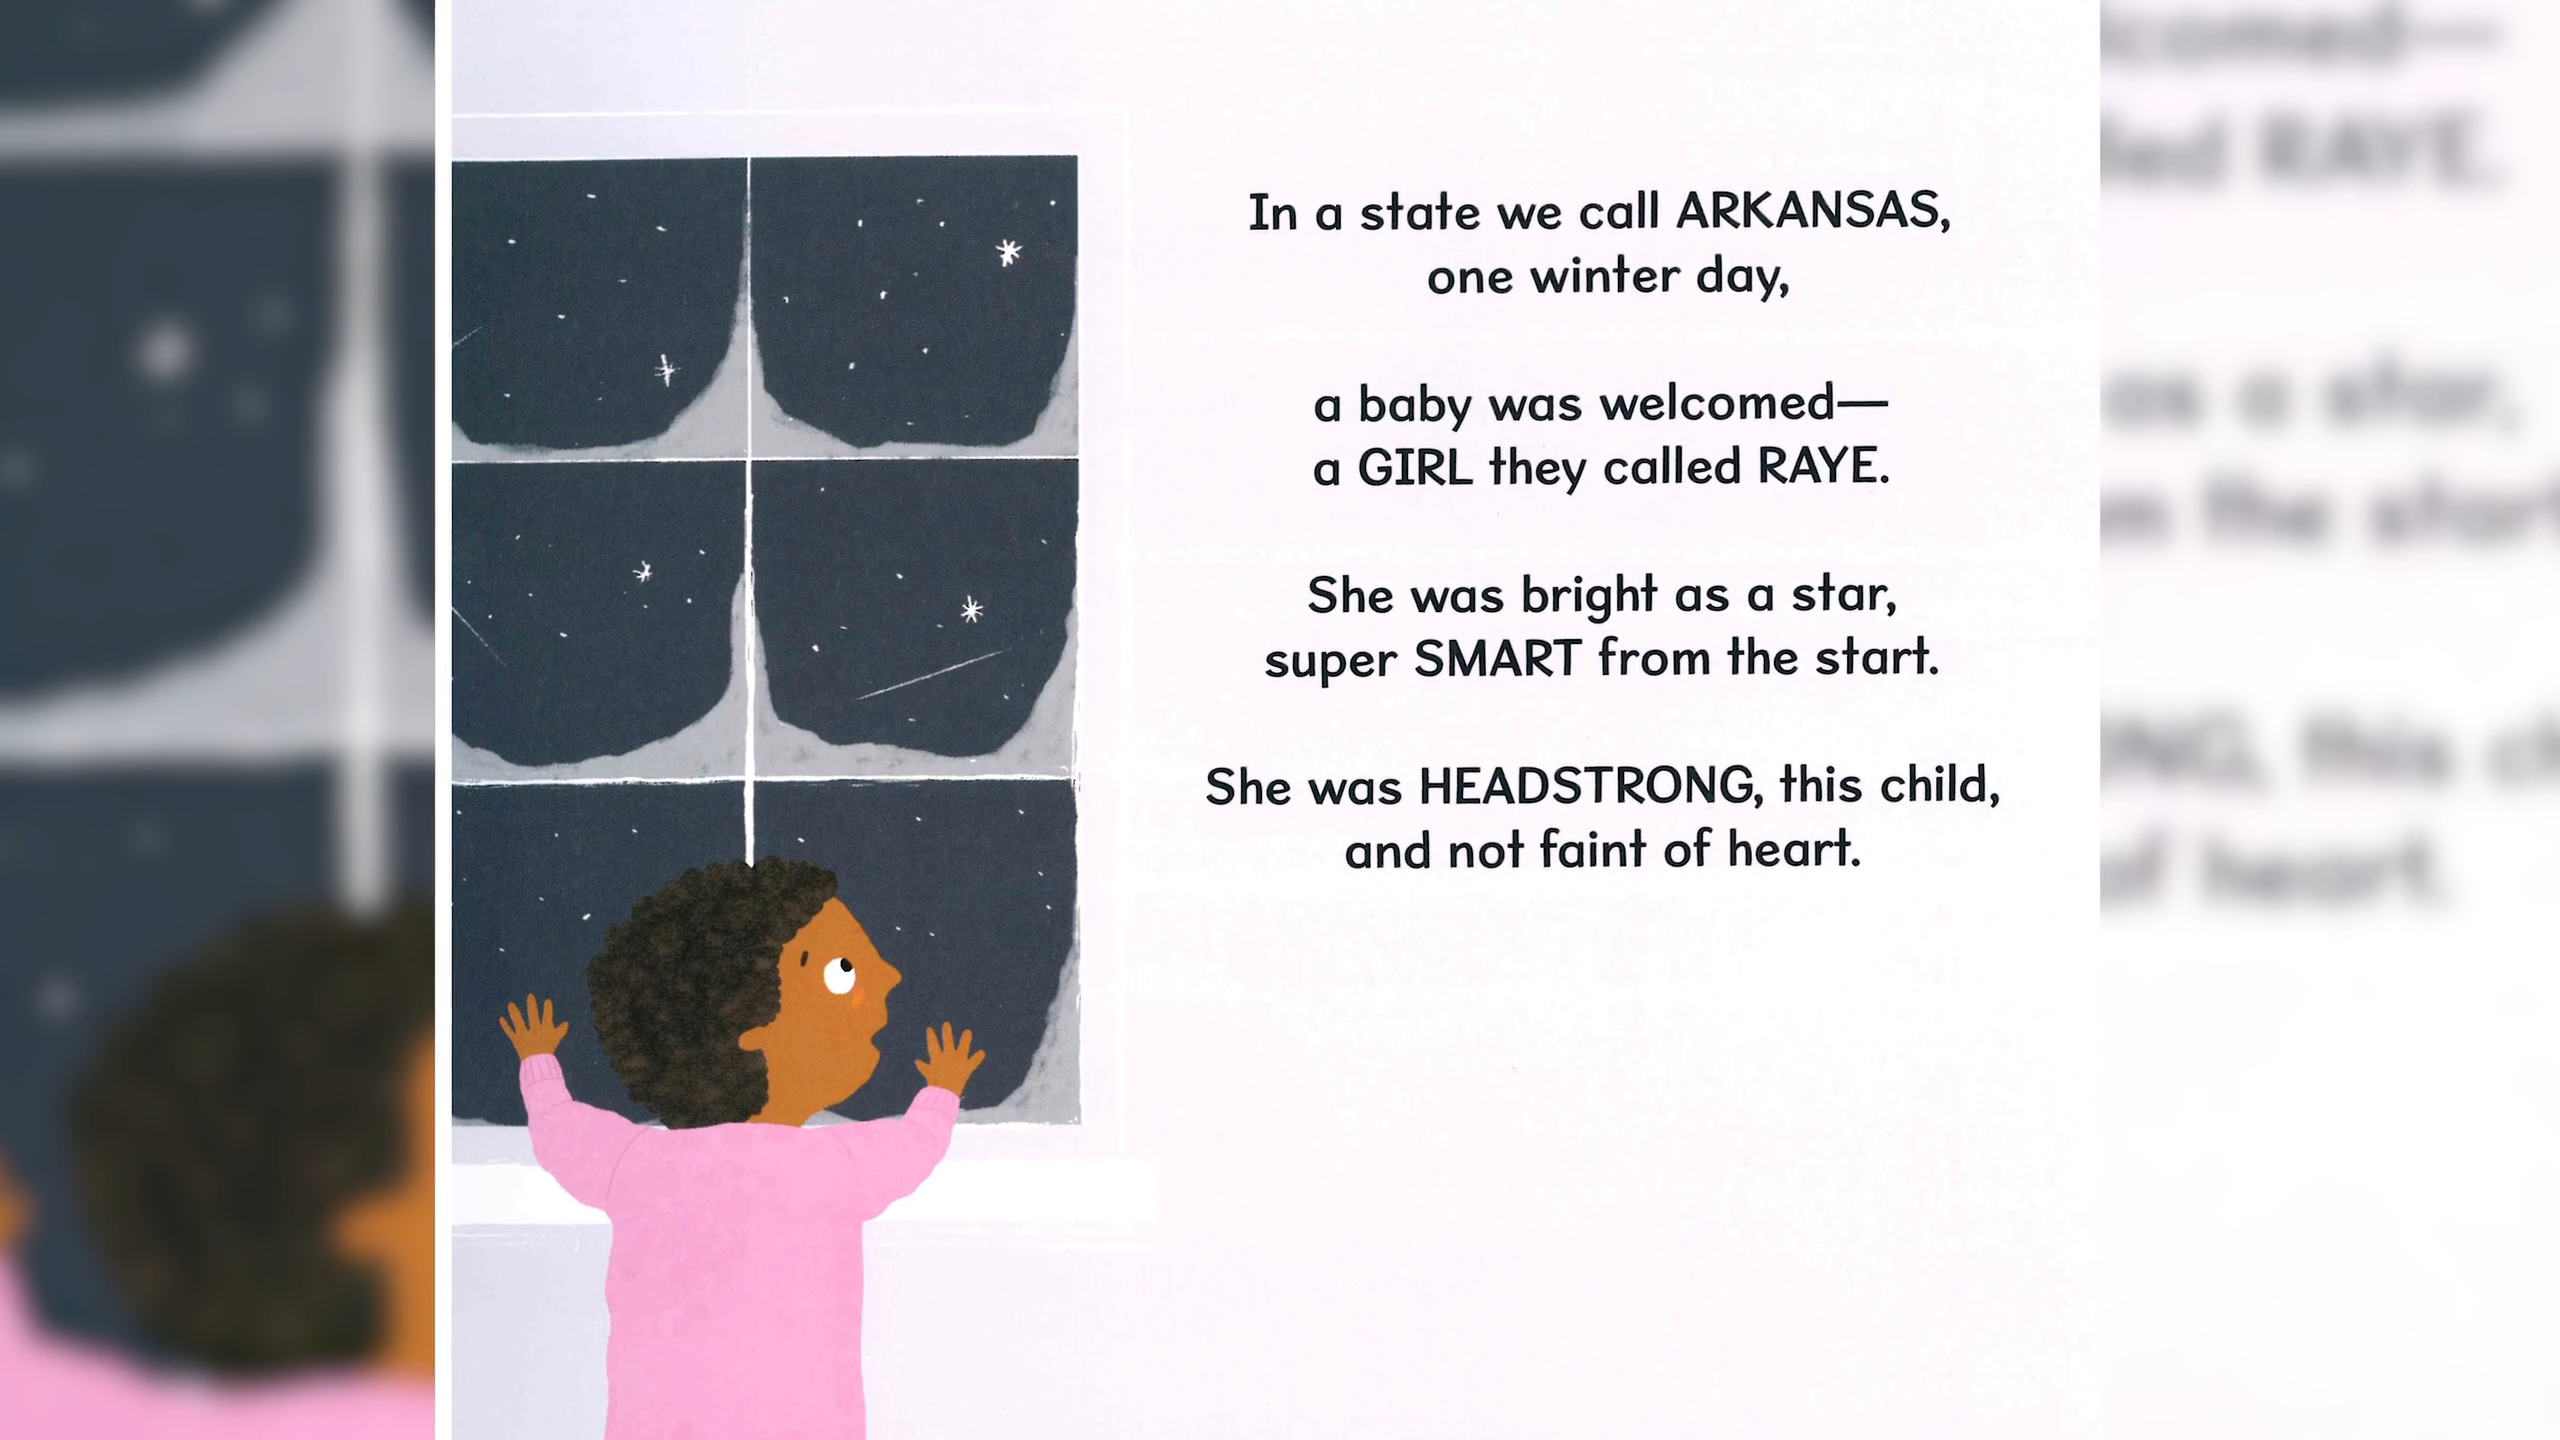 In a state we call ARKANSAS,
one winter day,
a baby was welcomed—
a GIRL they called RAYE.
She was bright as a star,
super SMART from the start.
She was HEADSTRONG, this child,
and not faint of heart.